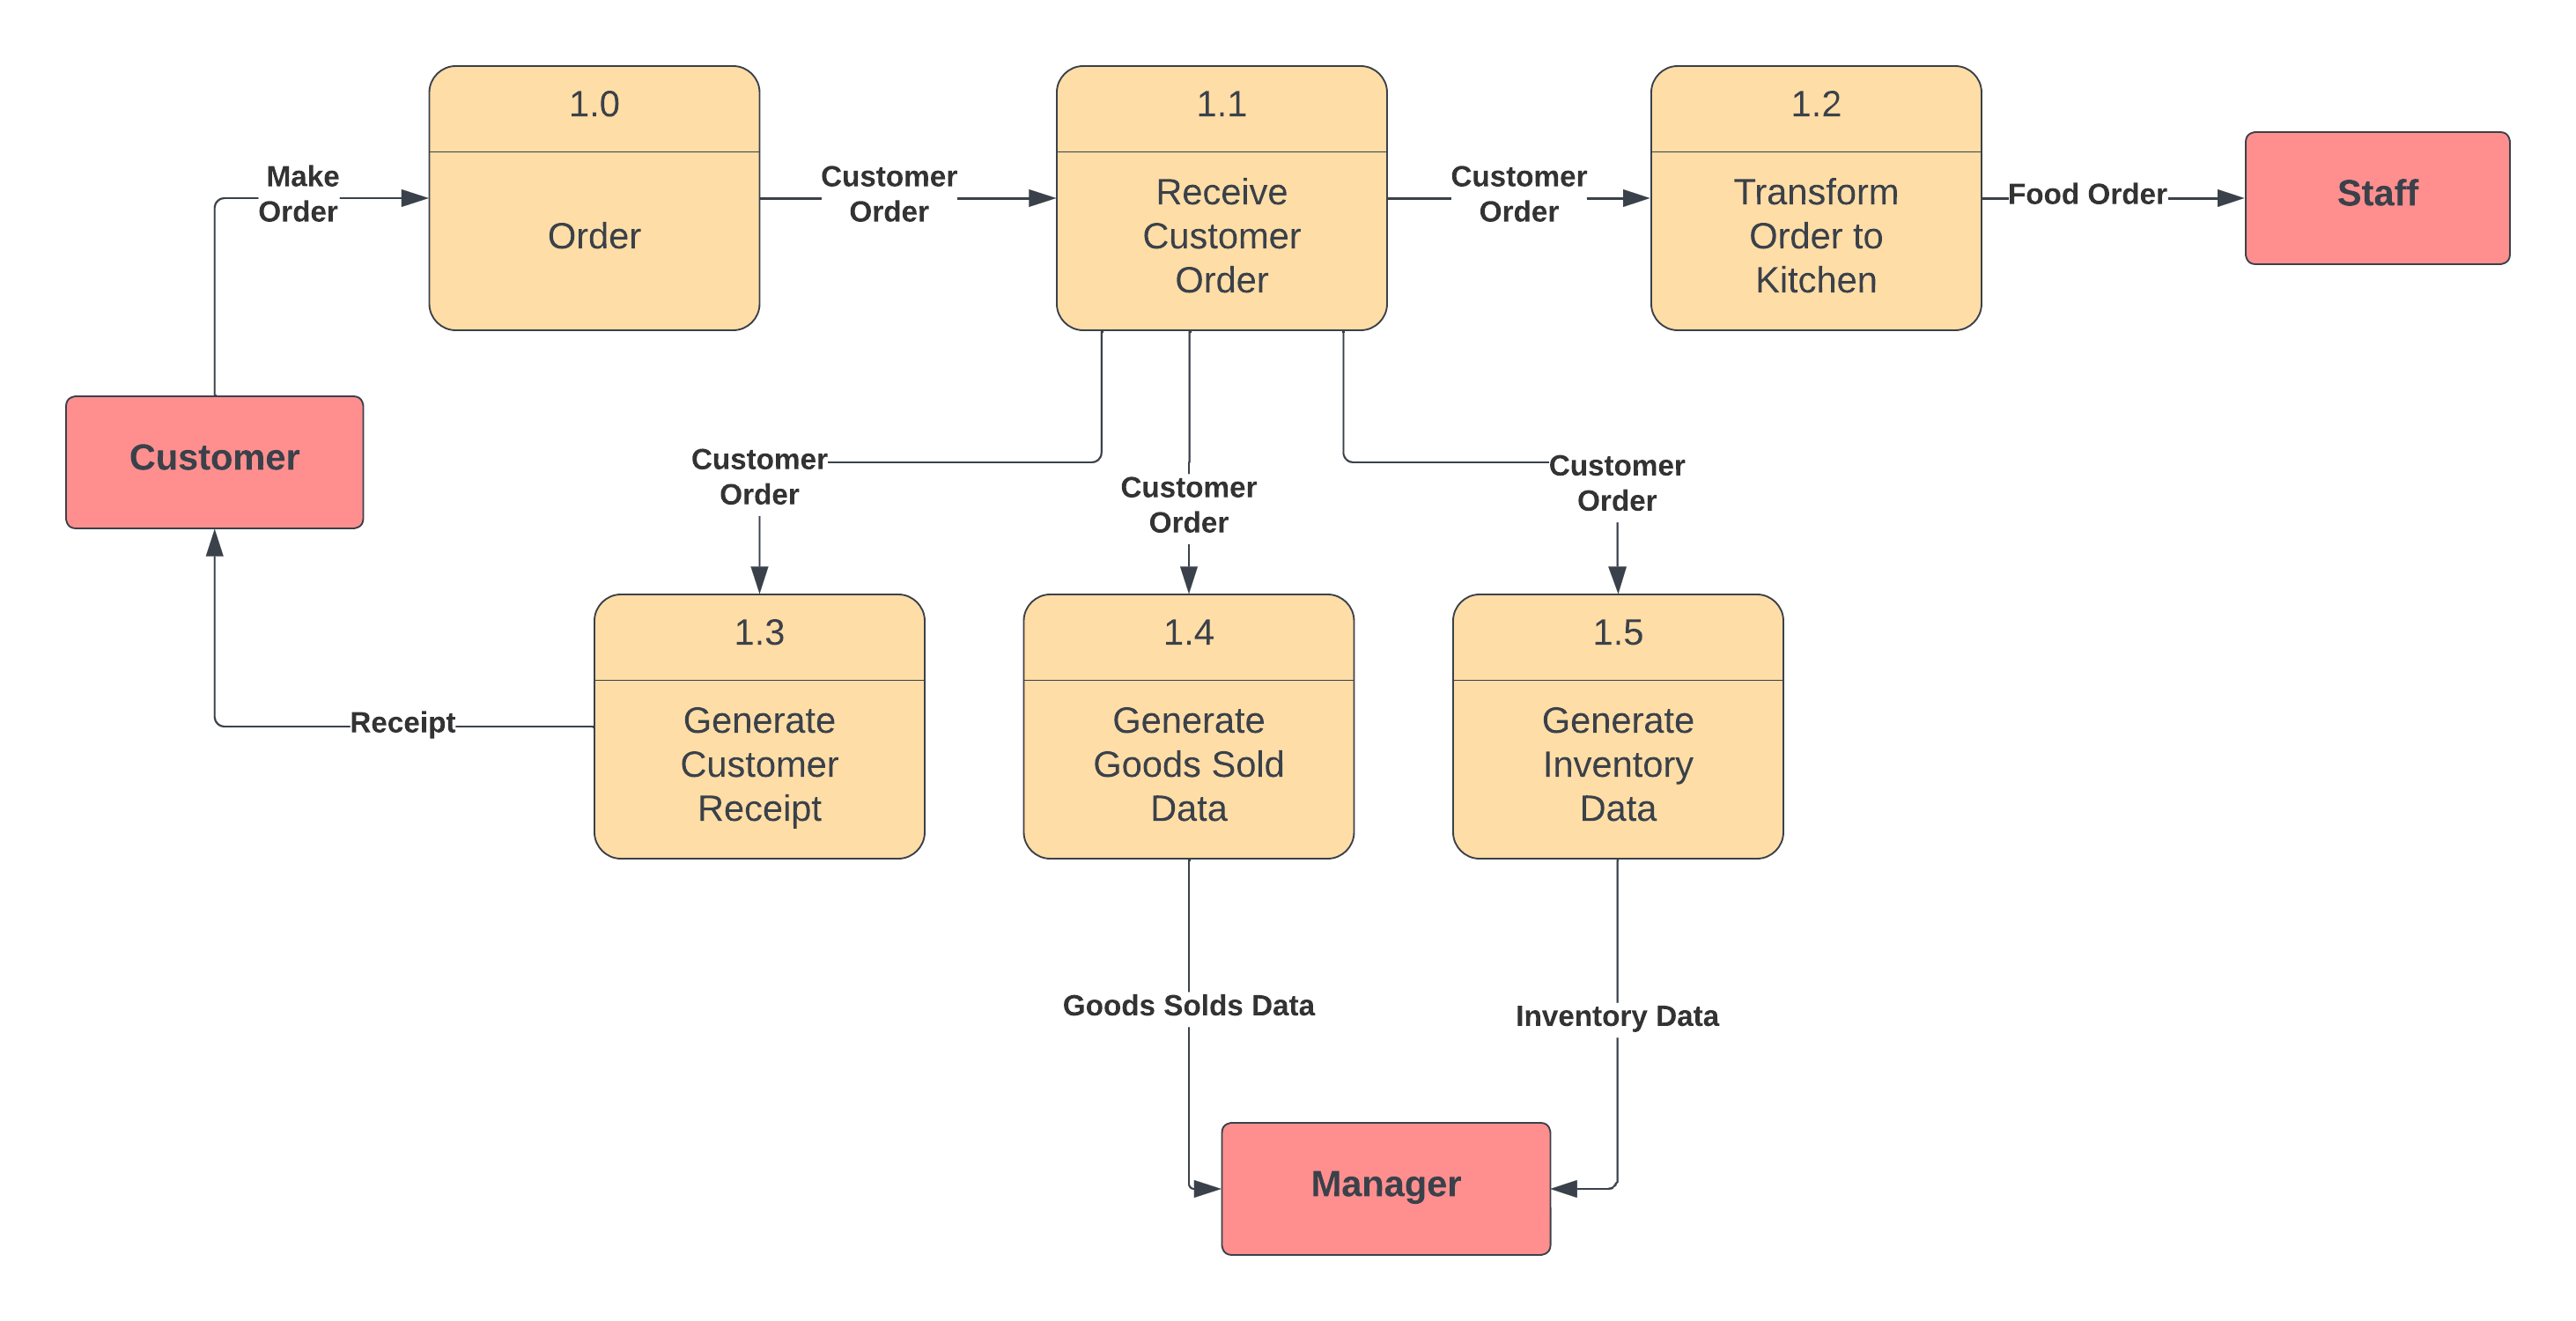 1.0
Order
1.1
Receive
Customer
Order
1.2
Transform
Order to
Kitchen
Make
Order
Customer
Order
Customer
Order
Food Order
Staff
Customer
Customer
Order
Customer
Order
Customer
Order
1.3
Generate
Customer
Receipt
1.4
Generate
Goods Sold
Data
1.5
Generate
Inventory
Data
Receipt
Goods Solds Data
Inventory Data
Manager